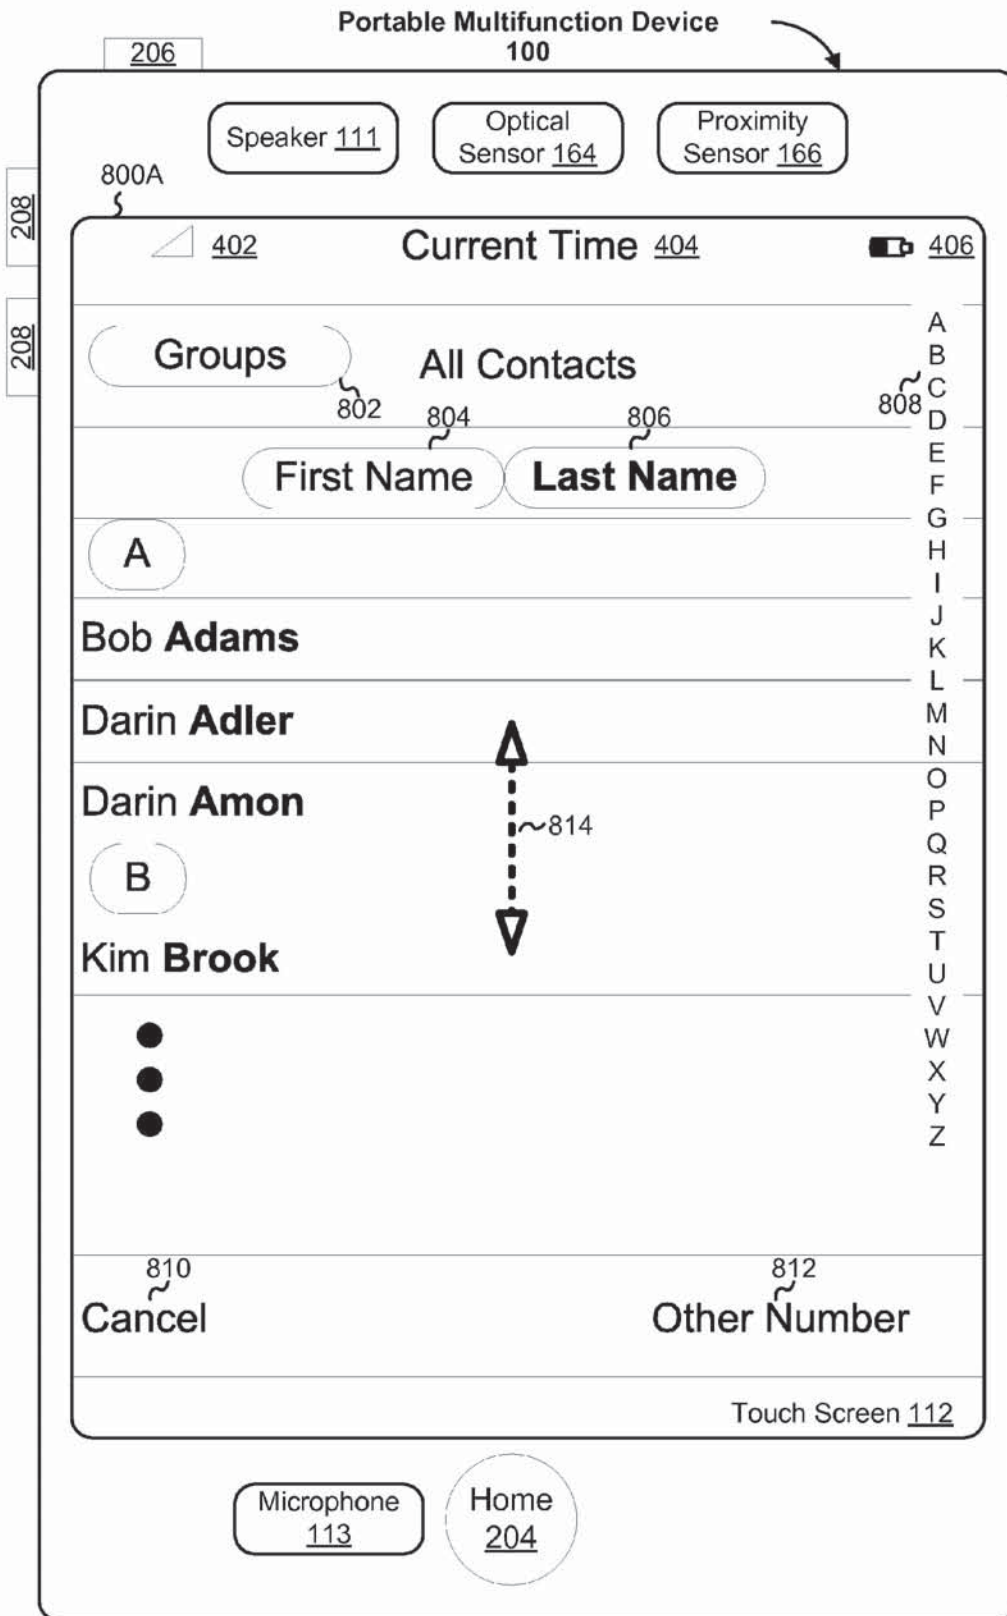 Portable Multifunction Device
100
206
Speaker 111
Optical
Sensor 164
Proximity
Sensor 166
800A
208
208
402
Current Time 404
406
Groups
All Contacts
802
804
806
808
First Name
Last Name
A
Bob Adams
Darin Adler
Darin Amon
814
B
Kim Brook
A
B
C
D
E
F
G
H
I
J
K
L
M
N
O
P
Q
R
S
T
U
V
W
X
Y
Z
810
812
Cancel
Other Number
Touch Screen 112
Microphone
113
Home
204